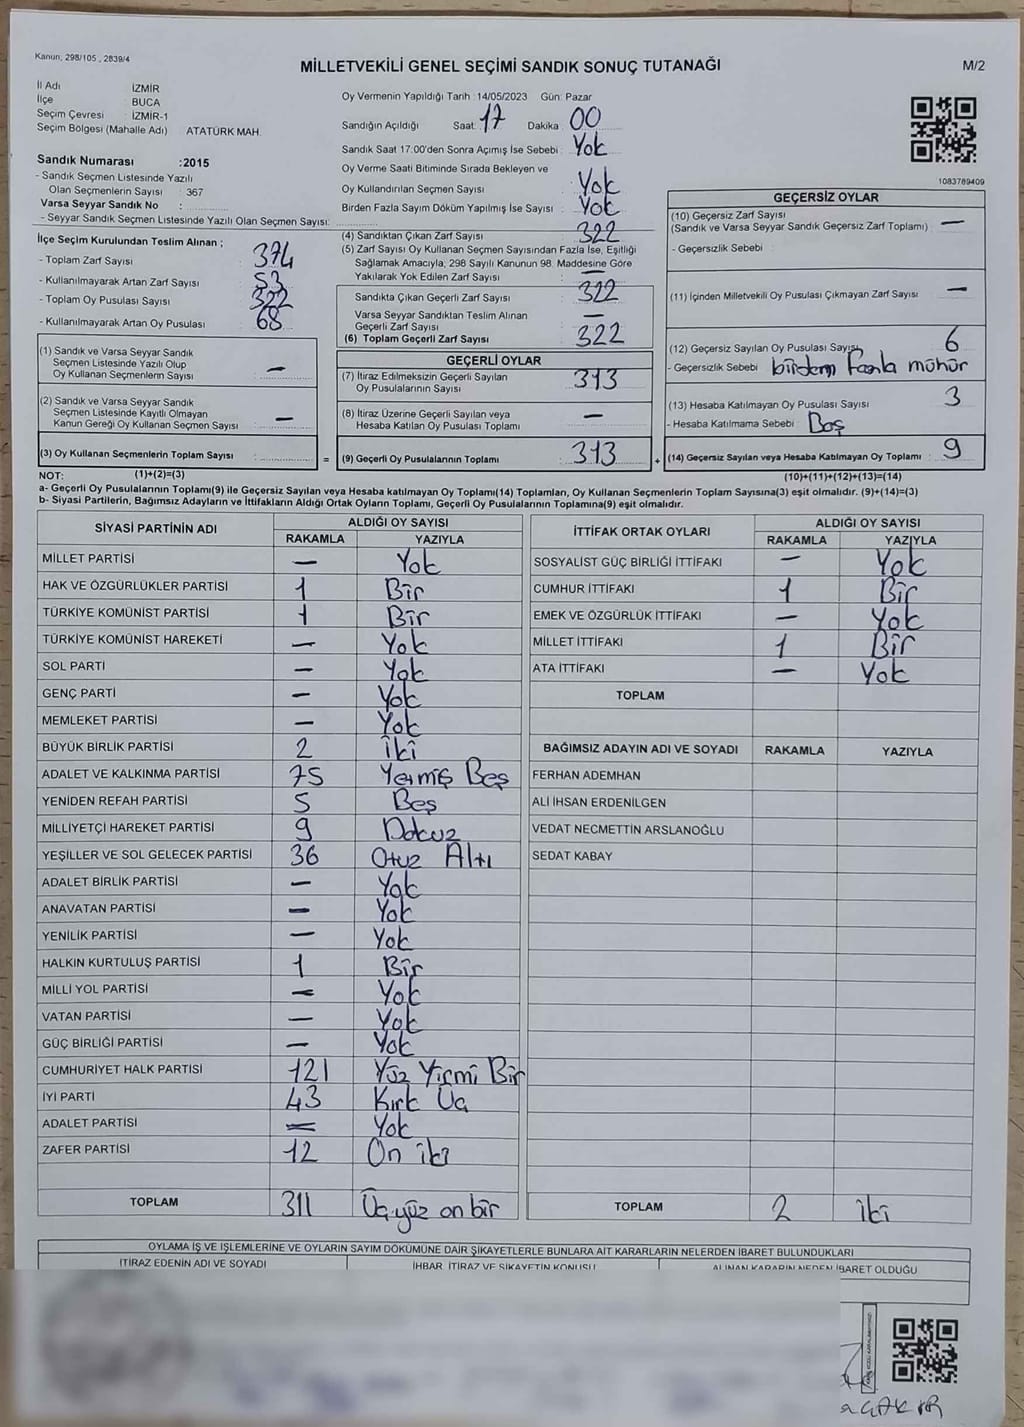 Kanun, 298/105 , 2839/4
MİLLETVEKİLİ GENEL SEÇİMİ SANDIK SONUÇ TUTANAĞI
M/2
İl Adı İZMİR
İlçe BUCA
Seçim Çevresi İZMİR-1
Seçim Bölgesi (Mahalle Adı) ATATÜRK MAH.
Sandık Numarası :2015
- Sandık Seçmen Listesinde Yazılı
Olan Seçmenlerin Sayısı : 367
Varsa Seyyar Sandık No :
- Seyyar Sandık Seçmen Listesinde Yazılı Olan Seçmen Sayısı:
Oy Vermenin Yapıldığı Tarih :14/05/2023 Gün: Pazar
Sandığın Açıldığı Saat: 17 Dakika 00
Sandık Saat 17.00'den Sonra Açımış İse Sebebi : Yok
Oy Verme Saati Bitiminde Sırada Bekleyen ve
Oy Kullandırılan Seçmen Sayısı : Yok
Birden Fazla Sayım Döküm Yapılmış İse Sayısı : Yok
1083789409
İlçe Seçim Kurulundan Teslim Alınan ;
- Toplam Zarf Sayısı : 374
- Kullanılmayarak Artan Zarf Sayısı : 53
- Toplam Oy Pusulası Sayısı : 322
- Kullanılmayarak Artan Oy Pusulası : 68
(4) Sandıktan Çıkan Zarf Sayısı : 322
(5) Zarf Sayısı Oy Kullanan Seçmen Sayısından Fazla İse, Eşitliği
Sağlamak Amacıyla, 298 Sayılı Kanunun 98. Maddesine Göre
Yakılarak Yok Edilen Zarf Sayısı : —
Sandıkta Çıkan Geçerli Zarf Sayısı : 322
Varsa Seyyar Sandıktan Teslim Alınan
Geçerli Zarf Sayısı : —
(6) Toplam Geçerli Zarf Sayısı : 322
GEÇERSİZ OYLAR
(10) Geçersiz Zarf Sayısı
(Sandık ve Varsa Seyyar Sandık Geçersiz Zarf Toplamı) : —
- Geçersizlik Sebebi :
(11) İçinden Milletvekili Oy Pusulası Çıkmayan Zarf Sayısı : —
(12) Geçersiz Sayılan Oy Pusulası Sayısı : 6
- Geçersizlik Sebebi : birden Fazla mühür
(13) Hesaba Katılmayan Oy Pusulası Sayısı : 3
- Hesaba Katılmama Sebebi : Boş
(14) Geçersiz Sayılan veya Hesaba Katılmayan Oy Toplamı : 9
(1) Sandık ve Varsa Seyyar Sandık
Seçmen Listesinde Yazılı Olup
Oy Kullanan Seçmenlerin Sayısı : —
(2) Sandık ve Varsa Seyyar Sandık
Seçmen Listesinde Kayıtlı Olmayan
Kanun Gereği Oy Kullanan Seçmen Sayısı : —
(3) Oy Kullanan Seçmenlerin Toplam Sayısı :
GEÇERLİ OYLAR
(7) İtiraz Edilmeksizin Geçerli Sayılan
Oy Pusulalarının Sayısı : 313
(8) İtiraz Üzerine Geçerli Sayılan veya
Hesaba Katılan Oy Pusulası Toplamı : —
= (9) Geçerli Oy Pusulalarının Toplamı : 313 +
NOT: (1)+(2)=(3)
(10)+(11)+(12)+(13)=(14)
a- Geçerli Oy Pusulalarının Toplamı(9) ile Geçersiz Sayılan veya Hesaba katılmayan Oy Toplamı(14) Toplamları, Oy Kullanan Seçmenlerin Toplam Sayısına(3) eşit olmalıdır. (9)+(14)=(3)
b- Siyasi Partilerin, Bağımsız Adayların ve İttifakların Aldığı Ortak Oyların Toplamı, Geçerli Oy Pusulalarının Toplamına(9) eşit olmalıdır.
SİYASİ PARTİNİN ADI ALDIĞI OY SAYISI
RAKAMLA YAZIYLA
MİLLET PARTİSİ — Yok
HAK VE ÖZGÜRLÜKLER PARTİSİ 1 Bir
TÜRKİYE KOMÜNİST PARTİSİ 1 Bir
TÜRKİYE KOMÜNİST HAREKETİ — Yok
SOL PARTİ — Yok
GENÇ PARTİ — Yok
MEMLEKET PARTİSİ — Yok
BÜYÜK BİRLİK PARTİSİ 2 iki
ADALET VE KALKINMA PARTİSİ 75 Yetmiş Beş
YENİDEN REFAH PARTİSİ 5 Beş
MİLLİYETÇİ HAREKET PARTİSİ 9 Dokuz
YEŞİLLER VE SOL GELECEK PARTİSİ 36 Otuz Altı
ADALET BİRLİK PARTİSİ — Yok
ANAVATAN PARTİSİ — Yok
YENİLİK PARTİSİ — Yok
HALKIN KURTULUŞ PARTİSİ 1 Bir
MİLLİ YOL PARTİSİ — Yok
VATAN PARTİSİ — Yok
GÜÇ BİRLİĞİ PARTİSİ — Yok
CUMHURİYET HALK PARTİSİ 121 Yüz Yirmi Bir
İYİ PARTİ 43 Kırk Üç
ADALET PARTİSİ — Yok
ZAFER PARTİSİ 12 On iki
TOPLAM 311 Üçyüz on bir
İTTİFAK ORTAK OYLARI ALDIĞI OY SAYISI
RAKAMLA YAZIYLA
SOSYALİST GÜÇ BİRLİĞİ İTTİFAKI — Yok
CUMHUR İTTİFAKI 1 Bir
EMEK VE ÖZGÜRLÜK İTTİFAKI — Yok
MİLLET İTTİFAKI 1 Bir
ATA İTTİFAKI — Yok
TOPLAM
BAĞIMSIZ ADAYIN ADI VE SOYADI RAKAMLA YAZIYLA
FERHAN ADEMHAN
ALİ İHSAN ERDENİLGEN
VEDAT NECMETTİN ARSLANOĞLU
SEDAT KABAY
TOPLAM 2 iki
OYLAMA İŞ VE İŞLEMLERİNE VE OYLARIN SAYIM DÖKÜMÜNE DAİR ŞİKAYETLERLE BUNLARA AİT KARARLARIN NELERDEN İBARET BULUNDUKLARI
İTİRAZ EDENİN ADI VE SOYADI İHBAR, İTİRAZ VE ŞİKAYETİN KONUSU ALINAN KARARIN NEDEN İBARET OLDUĞU